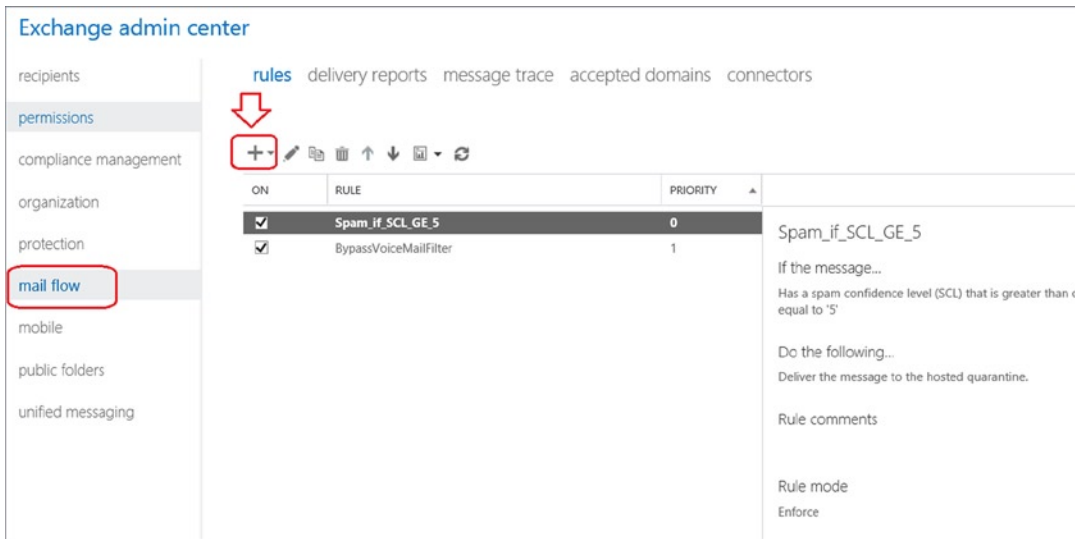 Exchange admin center
recipients
permissions
compliance management
organization
protection
mail flow
mobile
public folders
unified messaging
rules delivery reports message trace accepted domains connectors
ON RULE PRIORITY
Spam_if_SCL_GE_5 0
BypassVoiceMailFilter 1
Spam_if_SCL_GE_5
If the message...
Has a spam confidence level (SCL) that is greater than
equal to '5'
Do the following...
Deliver the message to the hosted quarantine.
Rule comments
Rule mode
Enforce